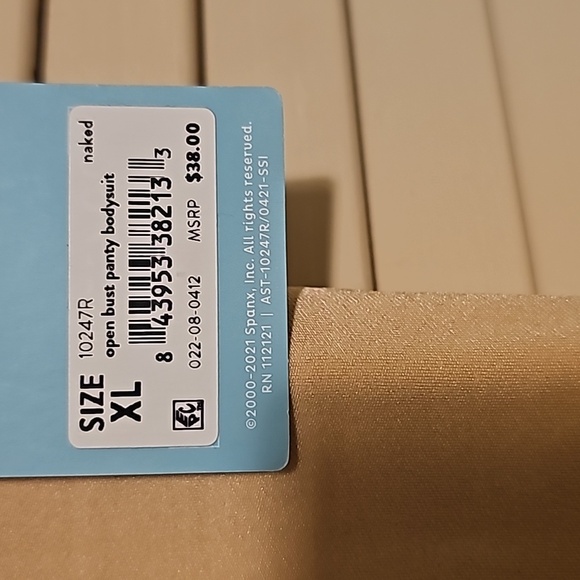 SIZE 10247R
XL open bust panty bodysuit naked
8 43953 38213 3
022-08-0412 MSRP $38.00
©2000-2021 Spanx, Inc. All rights reserved.
RN 112121 | AST-10247R/0421-SSI